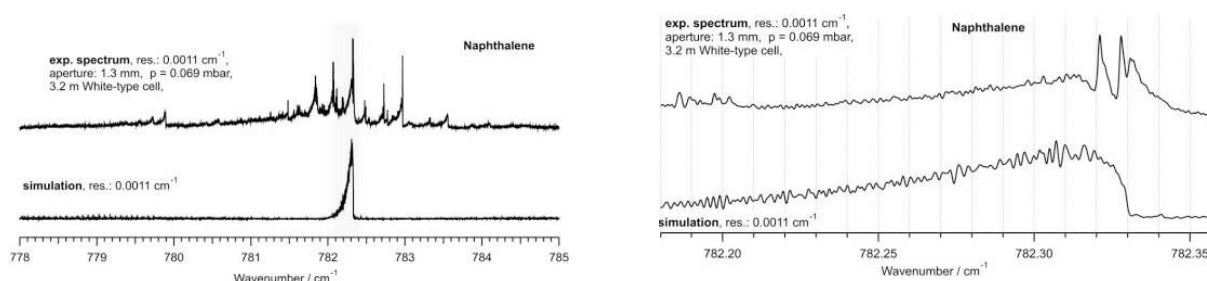 Naphthalene
exp. spectrum, res.: 0.0011 cm⁻¹,
aperture: 1.3 mm, p = 0.069 mbar,
3.2 m White-type cell,
simulation, res.: 0.0011 cm⁻¹
778 779 780 781 782 783 784 785
Wavenumber / cm⁻¹
exp. spectrum, res.: 0.0011 cm⁻¹,
aperture: 1.3 mm, p = 0.069 mbar,
3.2 m White-type cell,
Naphthalene
simulation, res.: 0.0011 cm⁻¹
782.20 782.25 782.30 782.35
Wavenumber / cm⁻¹